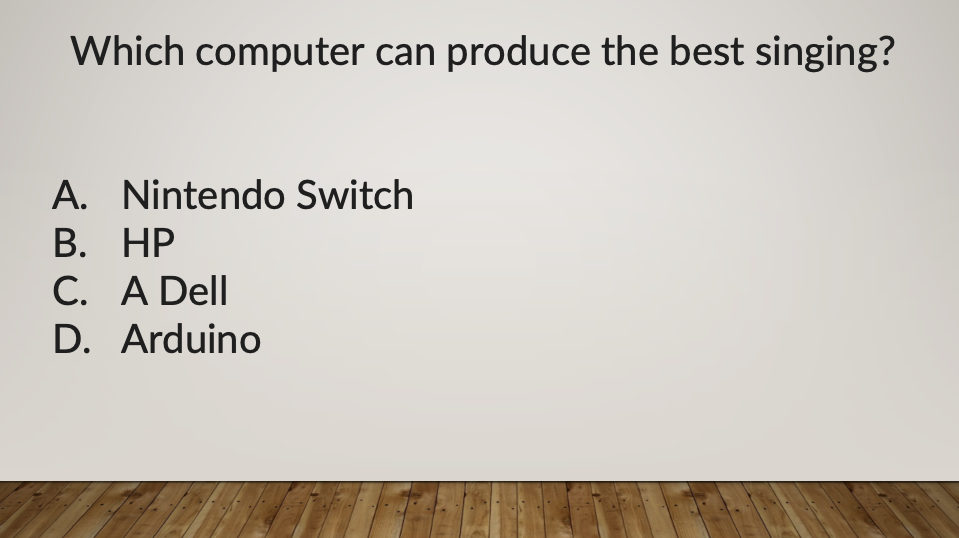 Which computer can produce the best singing?
A. Nintendo Switch
B. HP
C. A Dell
D. Arduino